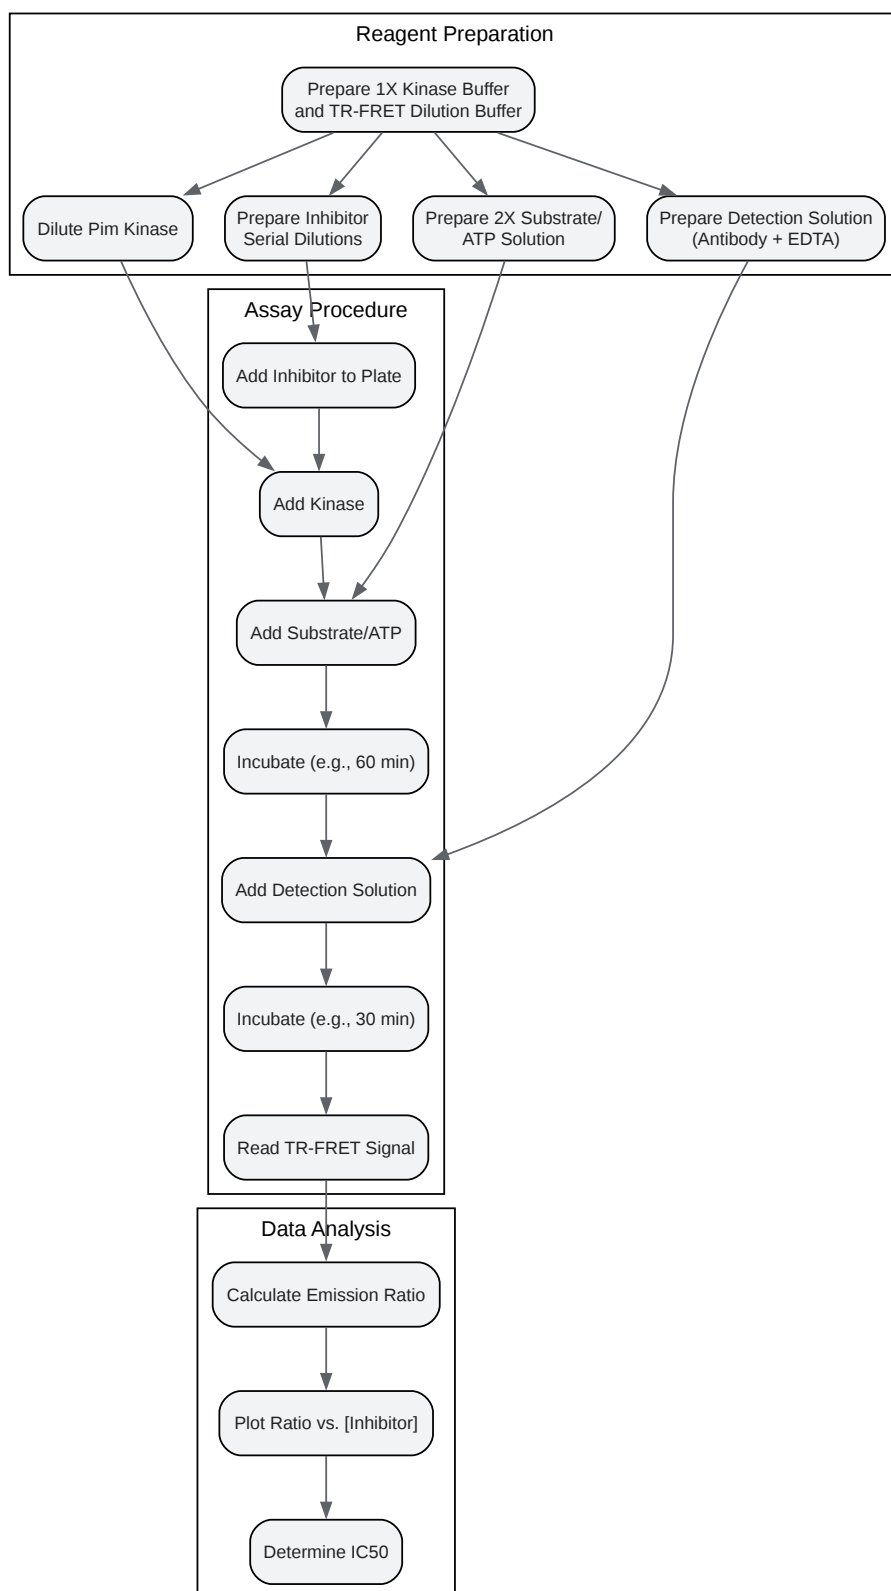 Reagent Preparation
Prepare 1X Kinase Buffer
and TR-FRET Dilution Buffer
Dilute Pim Kinase
Prepare Inhibitor
Serial Dilutions
Prepare 2X Substrate/
ATP Solution
Prepare Detection Solution
(Antibody + EDTA)
Assay Procedure
Add Inhibitor to Plate
Add Kinase
Add Substrate/ATP
Incubate (e.g., 60 min)
Add Detection Solution
Incubate (e.g., 30 min)
Read TR-FRET Signal
Data Analysis
Calculate Emission Ratio
Plot Ratio vs. [Inhibitor]
Determine IC50